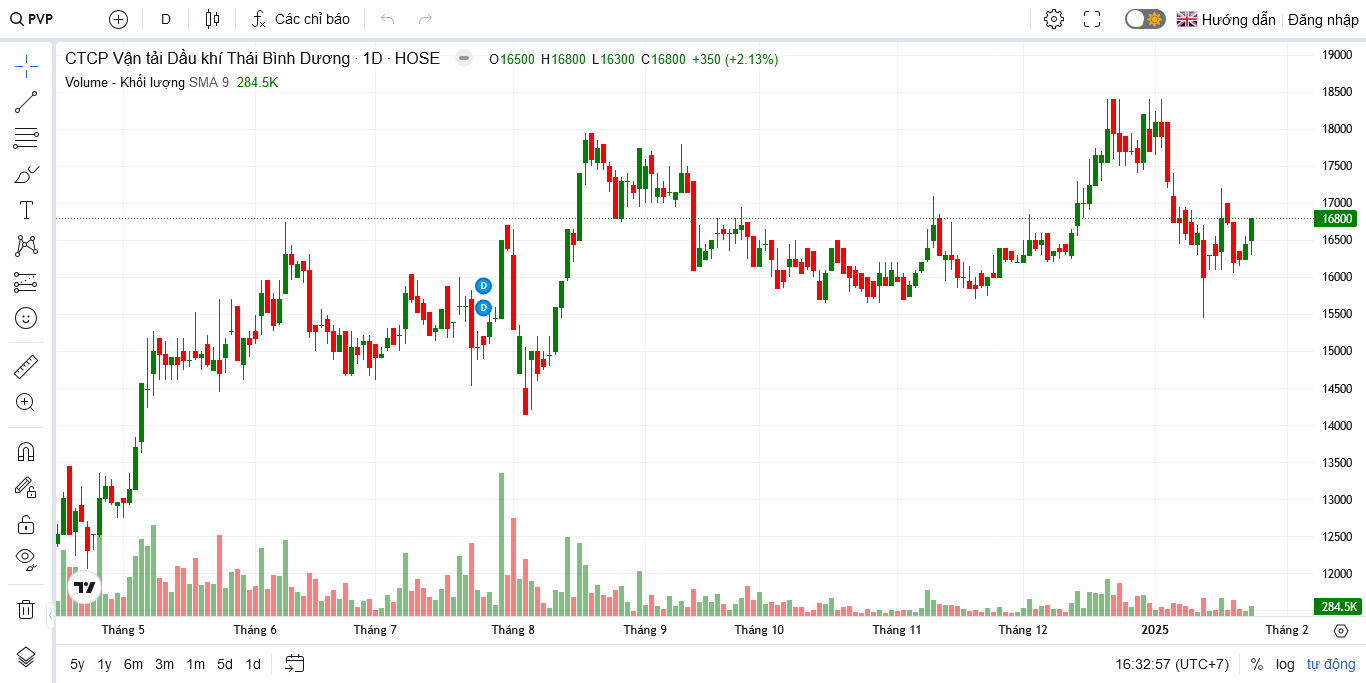 PVP D Các chỉ báo Hướng dẫn Đăng nhập
CTCP Vận tải Dầu khí Thái Bình Dương · 1D · HOSE O16500 H16800 L16300 C16800 +350 (+2.13%)
Volume - Khối lượng SMA 9 284.5K
19000
18500
18000
17500
17000
16800
16500
16000
15500
15000
14500
14000
13500
13000
12500
12000
284.5K
D
D
Tháng 5 Tháng 6 Tháng 7 Tháng 8 Tháng 9 Tháng 10 Tháng 11 Tháng 12 2025 Tháng 2
5y 1y 6m 3m 1m 5d 1d 16:32:57 (UTC+7) % log tự động